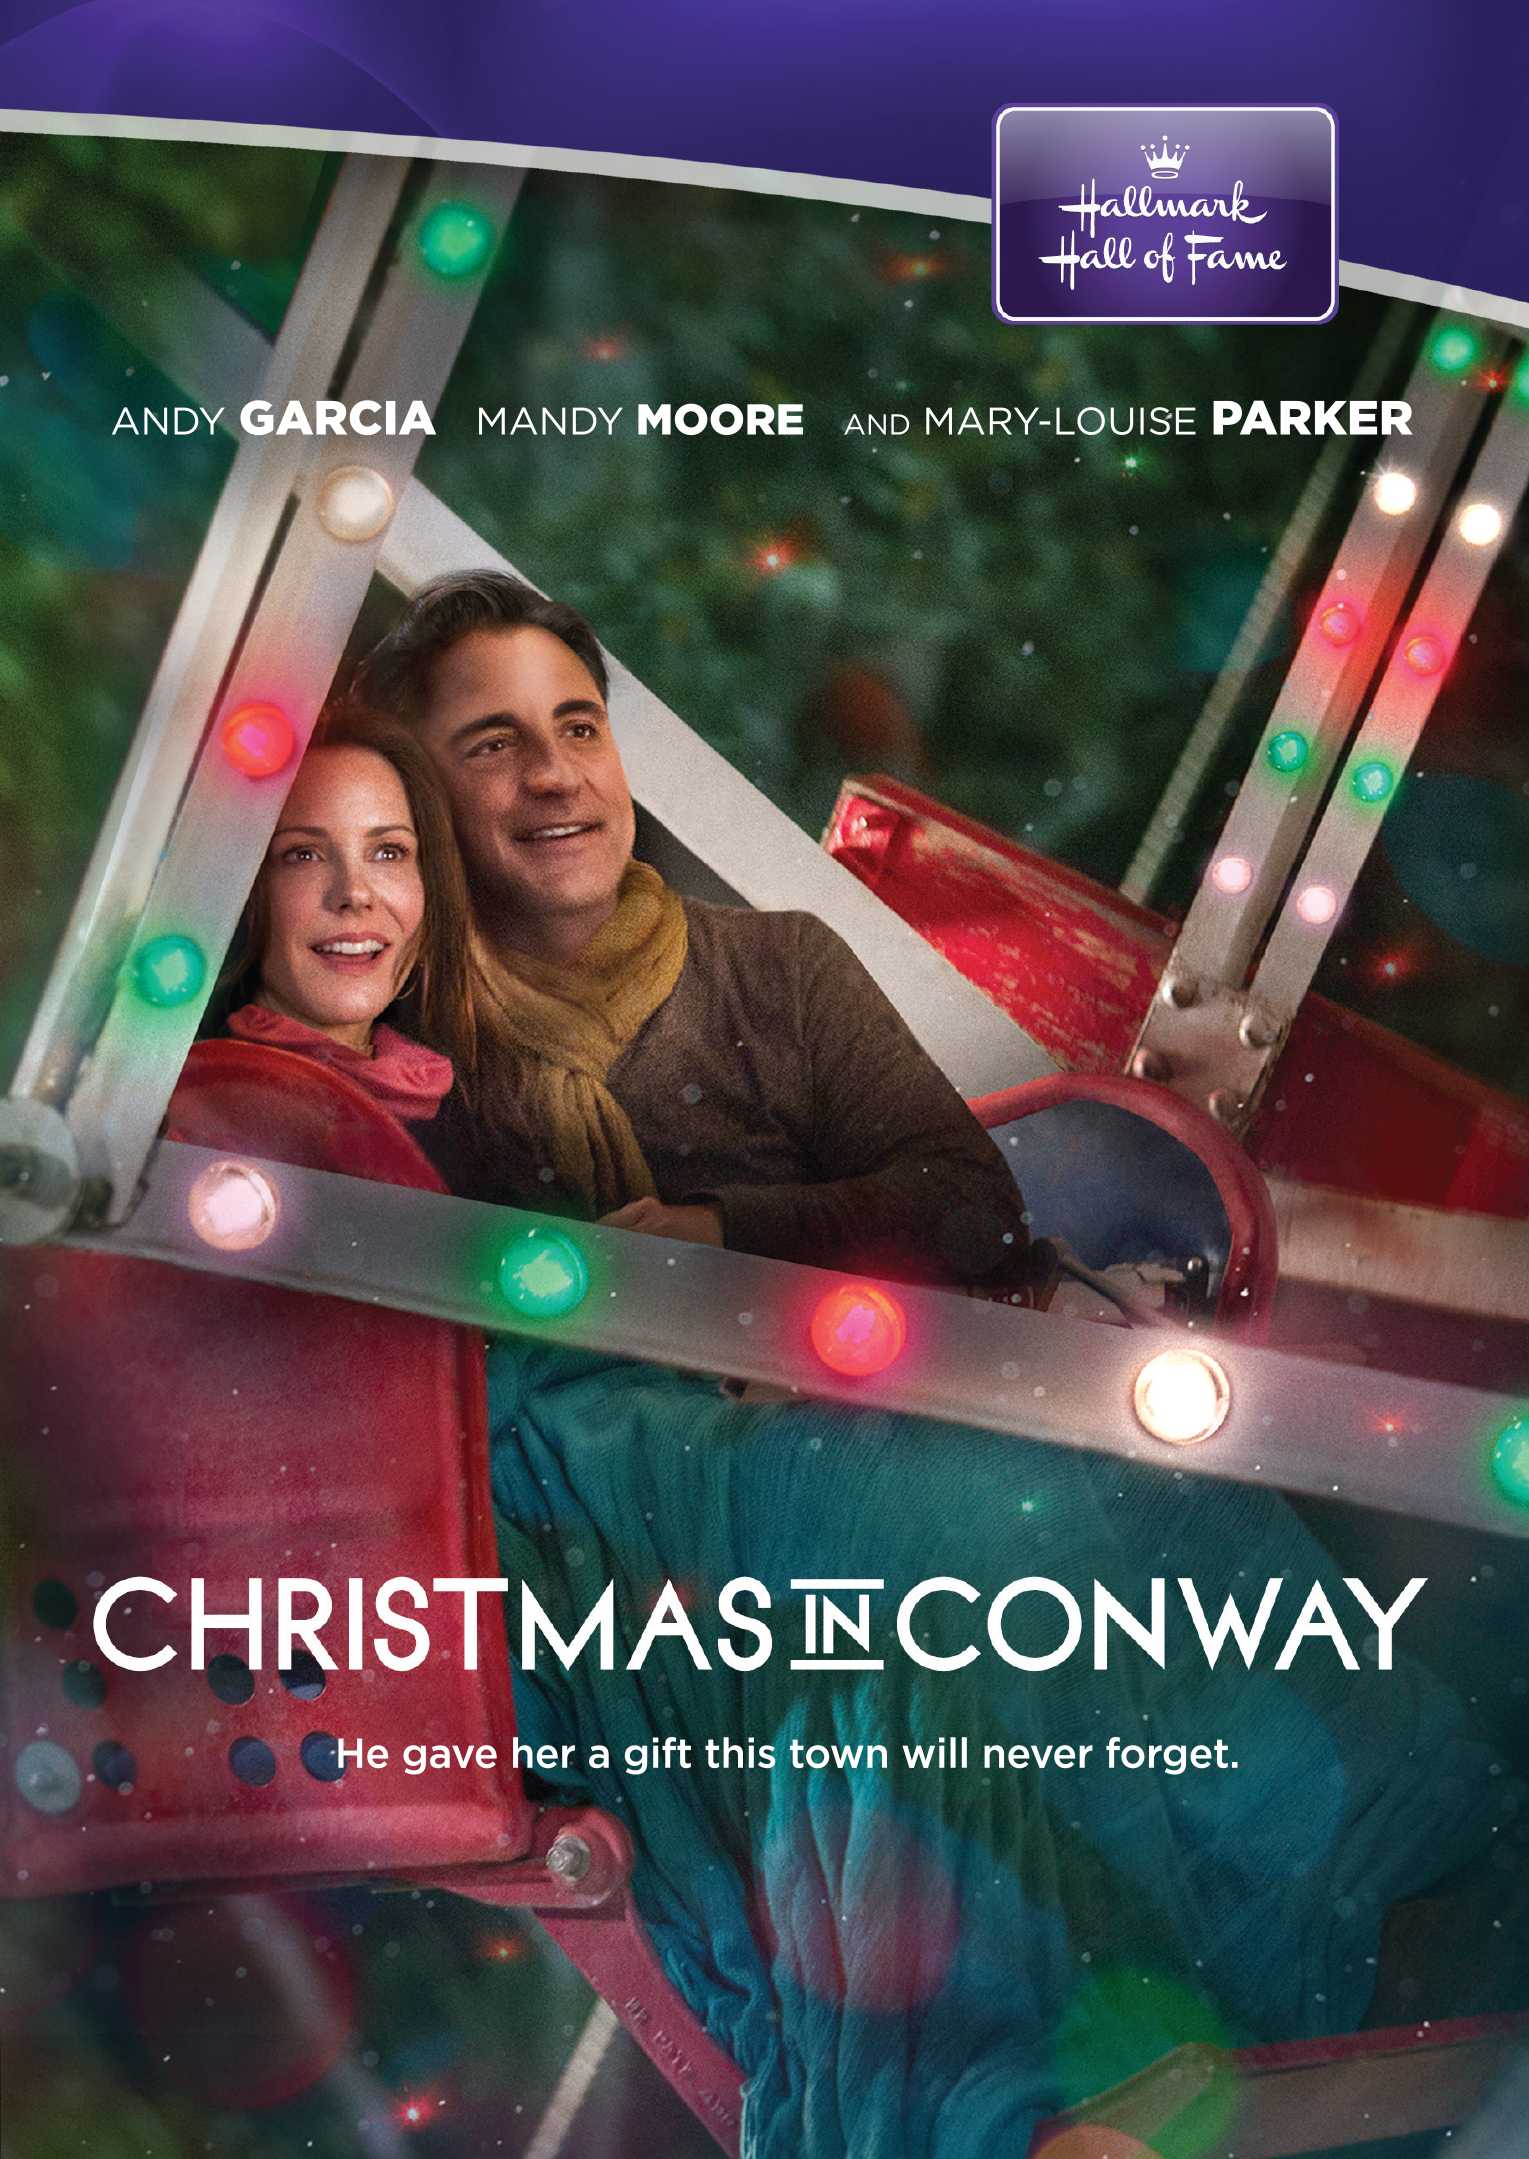 Hallmark
Hall of Fame
ANDY GARCIA MANDY MOORE AND MARY-LOUISE PARKER
CHRISTMAS IN CONWAY
He gave her a gift this town will never forget.